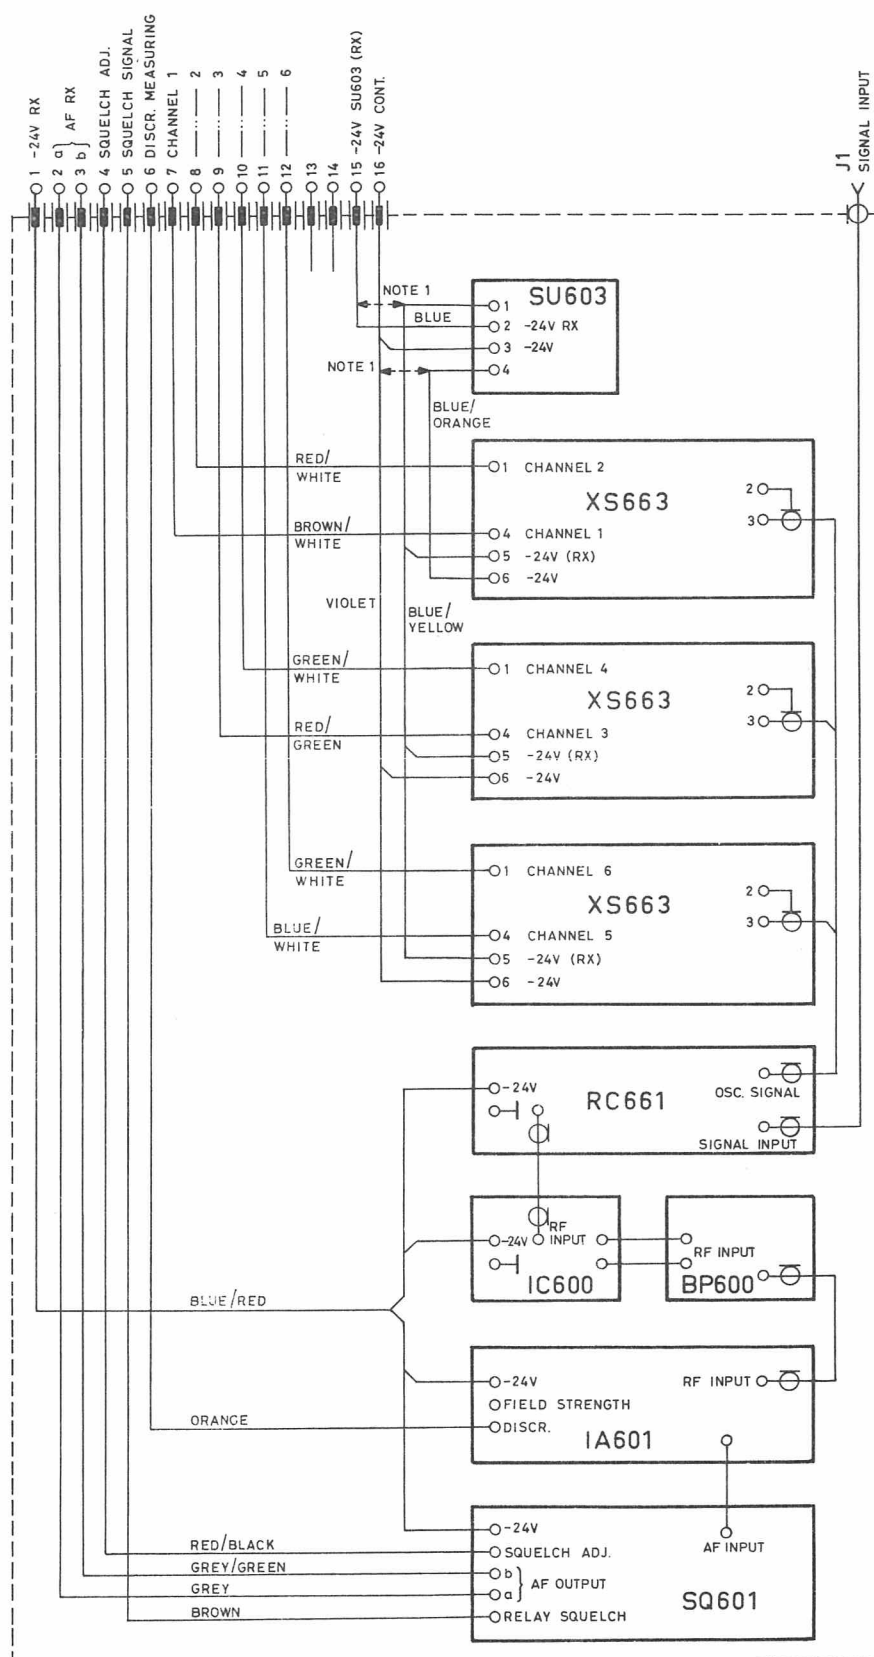 1 -24V RX
2 a } AF RX
3 b }
4 SQUELCH ADJ.
5 SQUELCH SIGNAL
6 DISCR. MEASURING
7 CHANNEL 1
8 —...— 2
9 —...— 3
10 —...— 4
11 —...— 5
12 —...— 6
13
14
15 -24V SU603 (RX)
16 -24V CONT.
J1
SIGNAL INPUT
NOTE 1
BLUE
SU603
1
2 -24V RX
3 -24V
4
NOTE 1
BLUE/
ORANGE
RED/
WHITE
1 CHANNEL 2
XS663
2
3
BROWN/
WHITE
4 CHANNEL 1
5 -24V (RX)
6 -24V
VIOLET
BLUE/
YELLOW
GREEN/
WHITE
1 CHANNEL 4
XS663
2
3
RED/
GREEN
4 CHANNEL 3
5 -24V (RX)
6 -24V
GREEN/
WHITE
1 CHANNEL 6
XS663
2
3
BLUE/
WHITE
4 CHANNEL 5
5 -24V (RX)
6 -24V
-24V
RC661
OSC. SIGNAL
SIGNAL INPUT
-24V
RF
INPUT
IC600
RF INPUT
BP600
BLUE/RED
-24V
RF INPUT
FIELD STRENGTH
ORANGE
DISCR.
IA601
-24V
AF INPUT
RED/BLACK
SQUELCH ADJ.
GREY/GREEN
b } AF OUTPUT
GREY
a }
SQ601
BROWN
RELAY SQUELCH